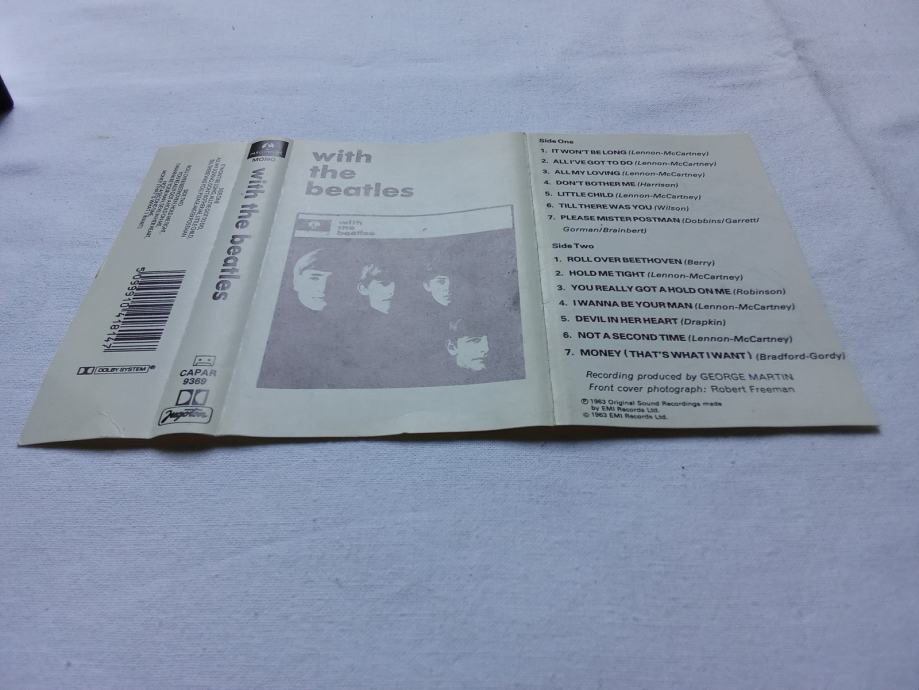 MONO
with the beatles
CAPAR
9369
Jugoton
5099910418147
DOLBY SYSTEM
with
the
beatles
with
the
beatles
Side One
1. IT WON'T BE LONG (Lennon-McCartney)
2. ALL I'VE GOT TO DO (Lennon-McCartney)
3. ALL MY LOVING (Lennon-McCartney)
4. DON'T BOTHER ME (Harrison)
5. LITTLE CHILD (Lennon-McCartney)
6. TILL THERE WAS YOU (Wilson)
7. PLEASE MISTER POSTMAN (Dobbins/Garrett/
Gorman/Brainbert)
Side Two
1. ROLL OVER BEETHOVEN (Berry)
2. HOLD ME TIGHT (Lennon-McCartney)
3. YOU REALLY GOT A HOLD ON ME (Robinson)
4. I WANNA BE YOUR MAN (Lennon-McCartney)
5. DEVIL IN HER HEART (Drapkin)
6. NOT A SECOND TIME (Lennon-McCartney)
7. MONEY (THAT'S WHAT I WANT) (Bradford-Gordy)
Recording produced by GEORGE MARTIN
Front cover photograph: Robert Freeman
℗ 1963 Original Sound Recordings made
by EMI Records Ltd.
© 1963 EMI Records Ltd.